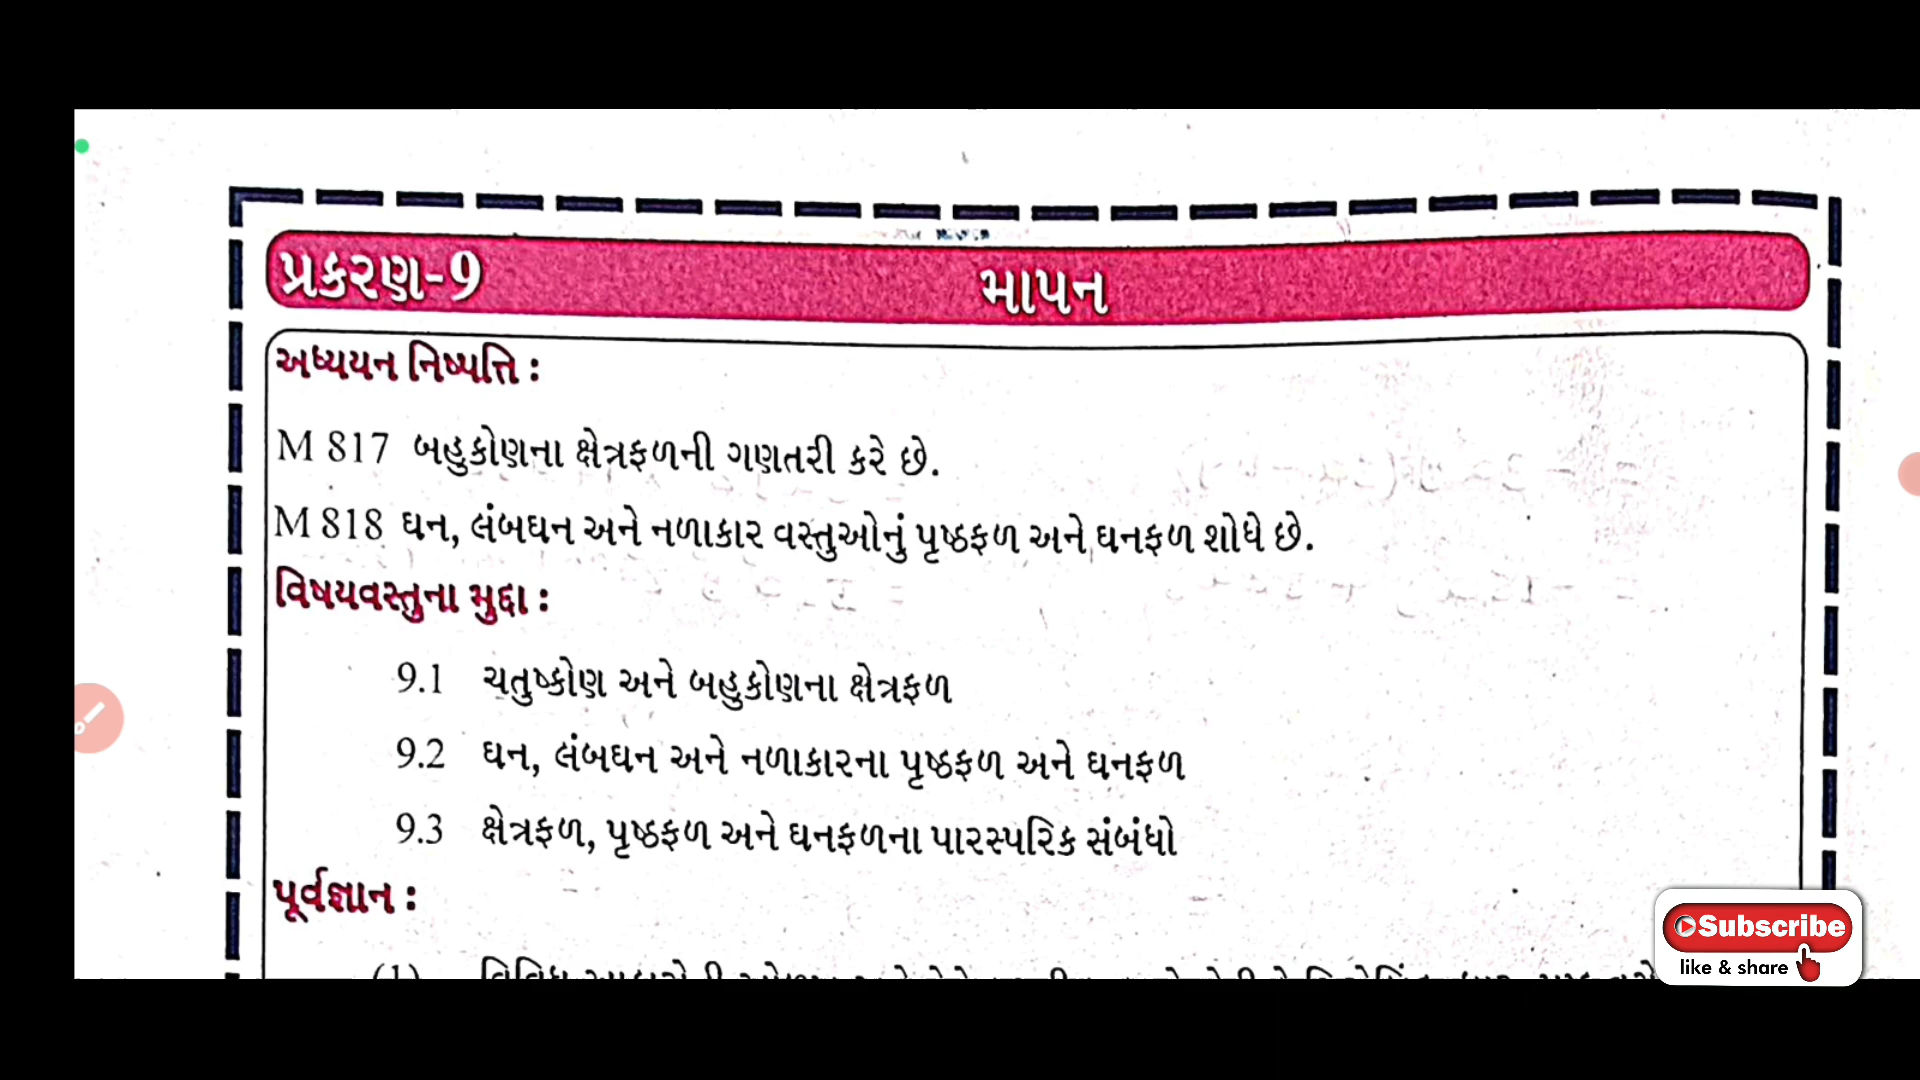 પ્રકરણ-9 માપન
અધ્યયન નિષ્પત્તિ :
M 817 બહુકોણના ક્ષેત્રફળની ગણતરી કરે છે.
M 818 ઘન, લંબઘન અને નળાકાર વસ્તુઓનું પૃષ્ઠફળ અને ઘનફળ શોધે છે.
વિષયવસ્તુના મુદ્દા :
9.1 ચતુષ્કોણ અને બહુકોણના ક્ષેત્રફળ
9.2 ઘન, લંબઘન અને નળાકારના પૃષ્ઠફળ અને ઘનફળ
9.3 ક્ષેત્રફળ, પૃષ્ઠફળ અને ઘનફળના પારસ્પરિક સંબંધો
પૂર્વજ્ઞાન :
(1)
Subscribe
like & share